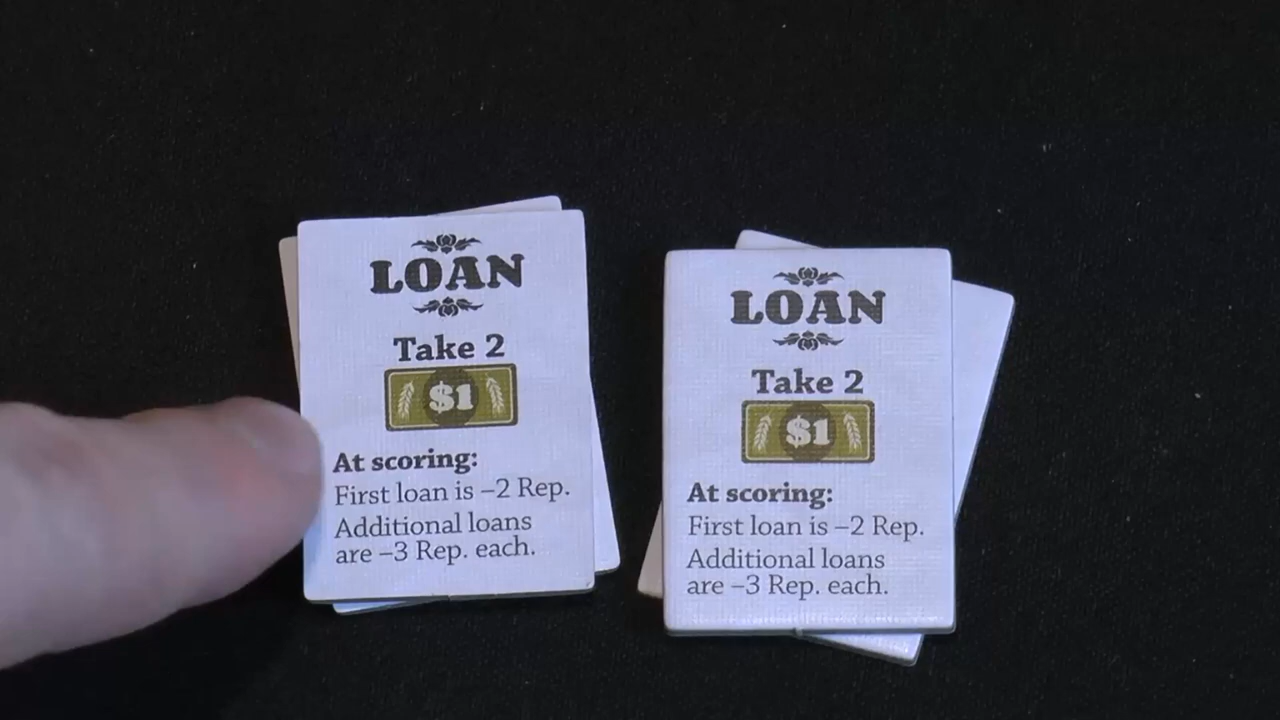 LOAN
Take 2
$1
At scoring:
First loan is –2 Rep.
Additional loans
are –3 Rep. each.
LOAN
Take 2
$1
At scoring:
First loan is –2 Rep.
Additional loans
are –3 Rep. each.